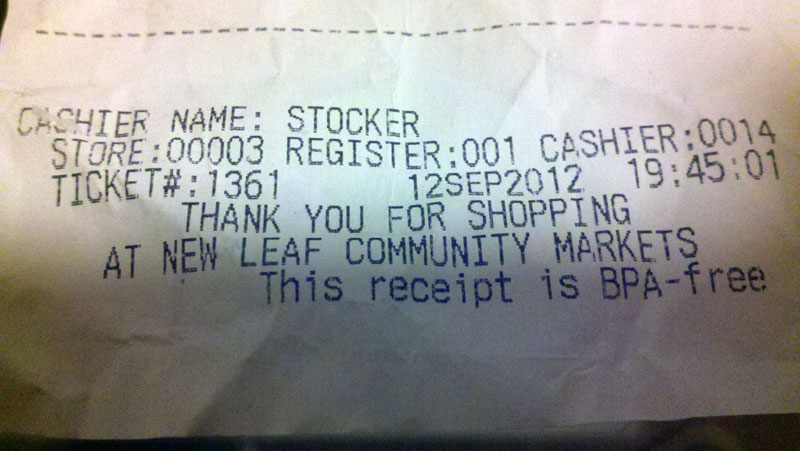 CASHIER NAME: STOCKER
STORE:00003 REGISTER:001 CASHIER:0014
TICKET#:1361 12SEP2012 19:45:01
THANK YOU FOR SHOPPING
AT NEW LEAF COMMUNITY MARKETS
This receipt is BPA-free